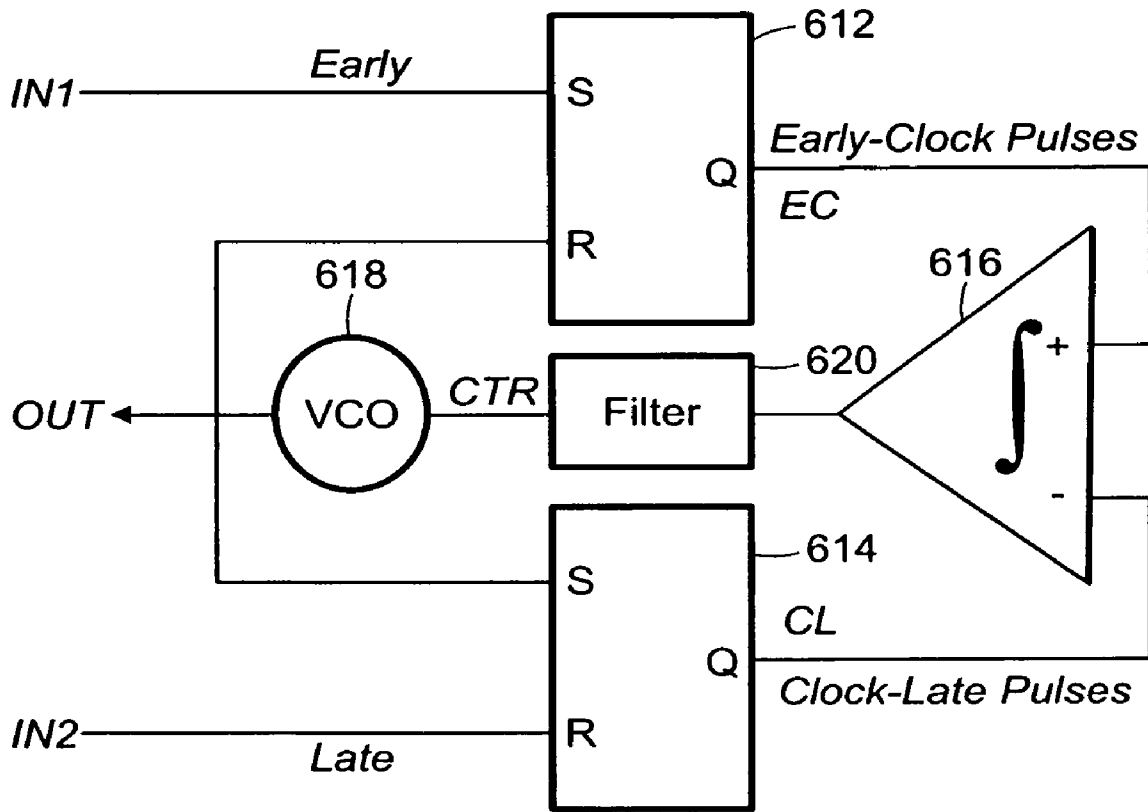 612
IN1
Early
S
Q
Early-Clock Pulses
EC
R
618
616
+
620
OUT
VCO
CTR
Filter
∫
-
614
S
CL
Q
Clock-Late Pulses
IN2
R
Late